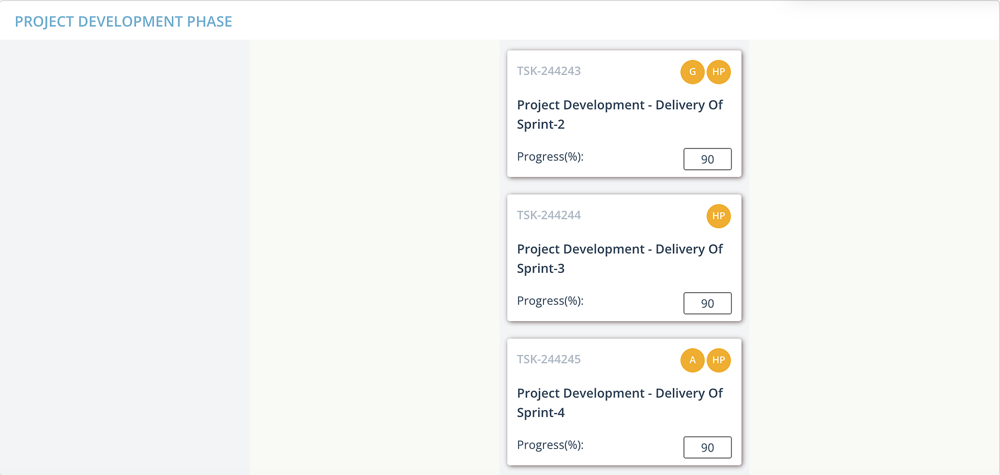 PROJECT DEVELOPMENT PHASE
TSK-244243
G HP
Project Development - Delivery Of
Sprint-2
Progress(%): 90
TSK-244244
HP
Project Development - Delivery Of
Sprint-3
Progress(%): 90
TSK-244245
A HP
Project Development - Delivery Of
Sprint-4
Progress(%): 90